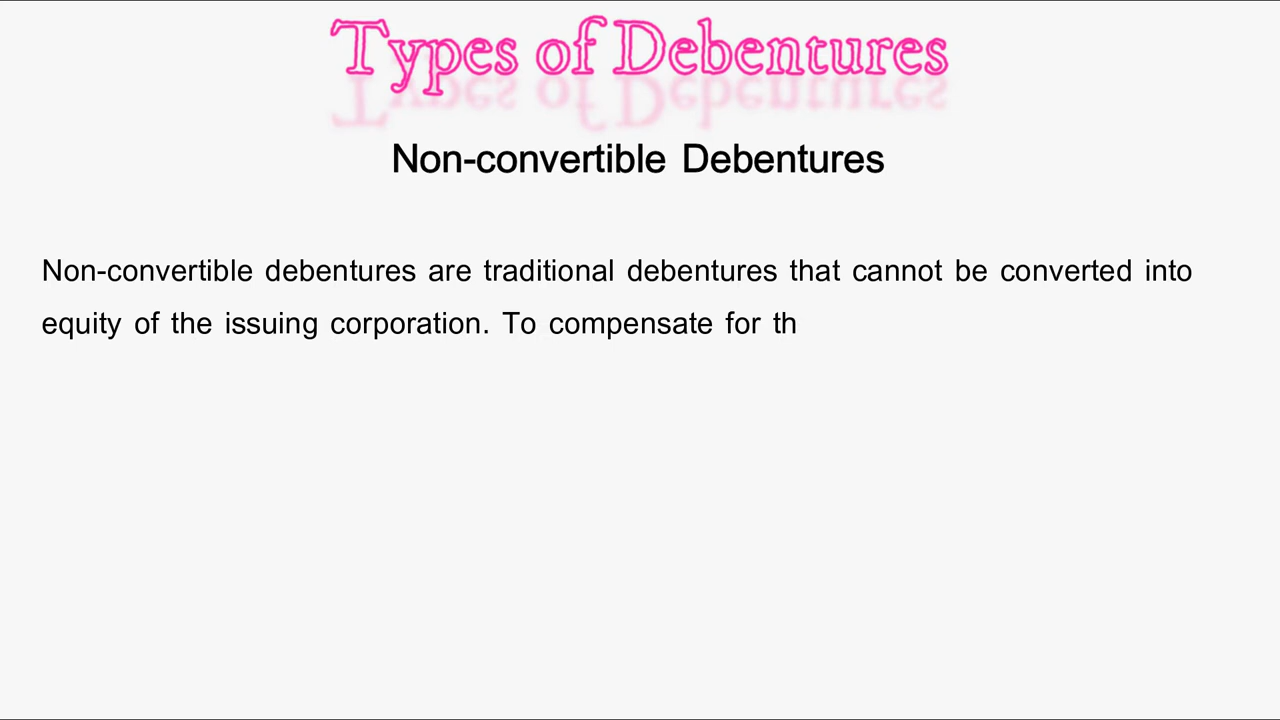 Types of Debentures
Non-convertible Debentures
Non-convertible debentures are traditional debentures that cannot be converted into
equity of the issuing corporation. To compensate for th